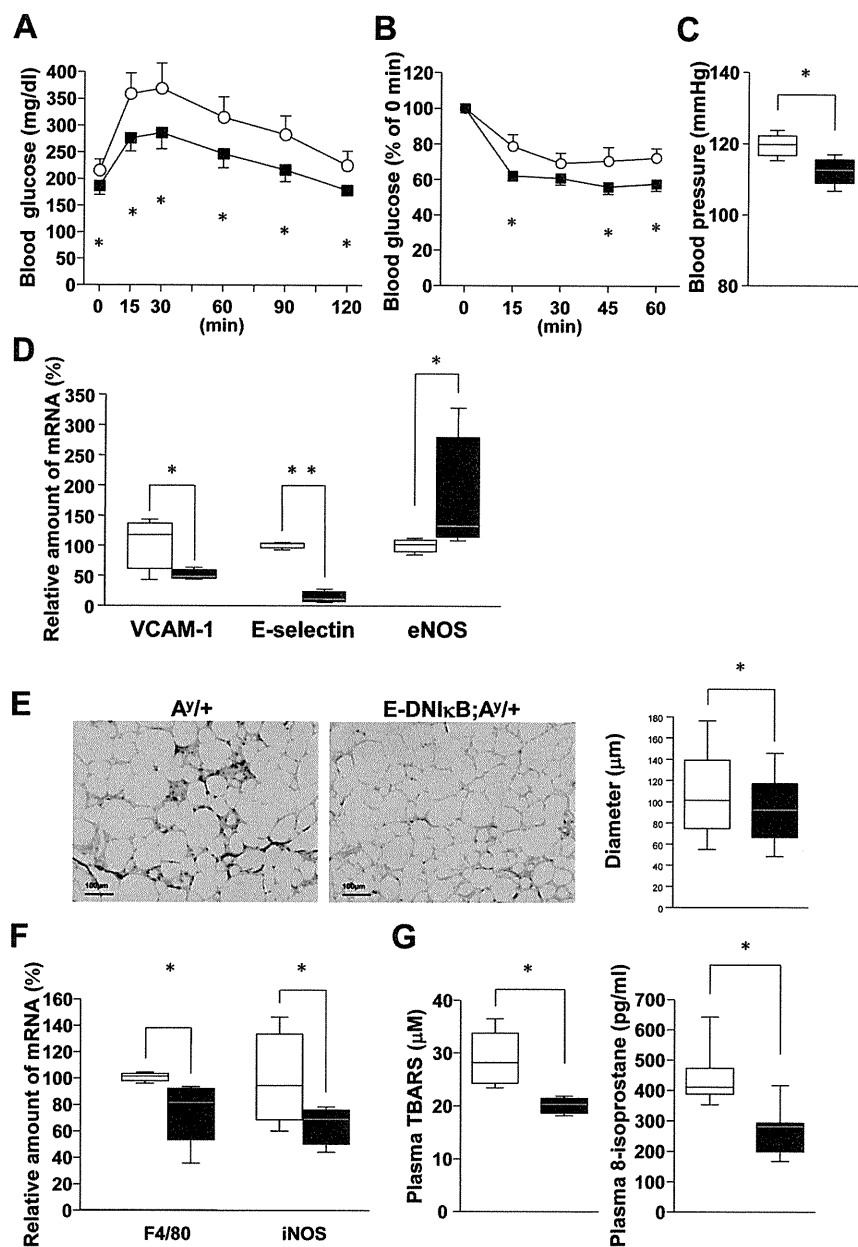 A
Blood glucose (mg/dl)
400
350
300
250
200
150
100
50
0
* * * * * *
0 15 30 60 90 120
(min)
B
Blood glucose (% of 0 min)
120
100
80
60
40
20
0
* * *
0 15 30 45 60
(min)
C
Blood pressure (mmHg)
140
120
100
80
*
D
Relative amount of mRNA (%)
350
300
250
200
150
100
50
0
* * * *
VCAM-1 E-selectin eNOS
E
Aʸ/+
100μm
E-DNIκB;Aʸ/+
100μm
Diameter (μm)
180
160
140
120
100
80
60
40
20
0
*
F
Relative amount of mRNA (%)
160
140
120
100
80
60
40
20
0
* *
F4/80 iNOS
G
Plasma TBARS (μM)
40
30
20
10
0
*
Plasma 8-isoprostane (pg/ml)
700
600
500
400
300
200
100
0
*